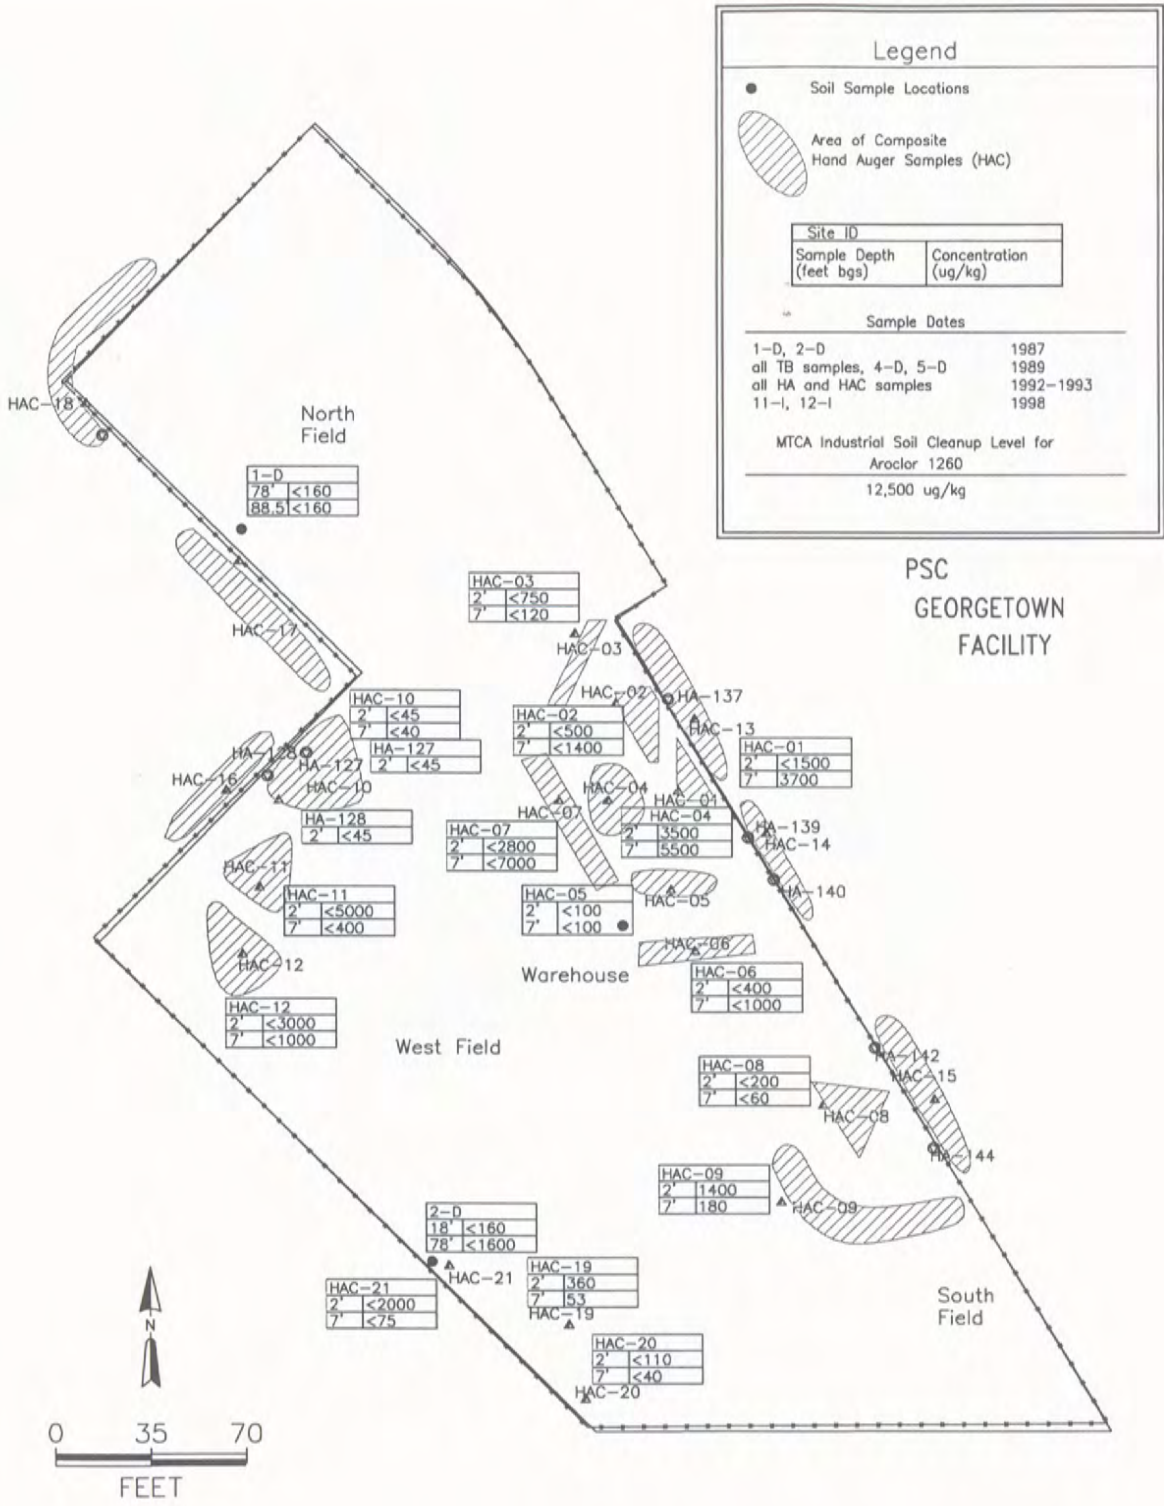 Legend
Soil Sample Locations
Area of Composite
Hand Auger Samples (HAC)
Site ID
Sample Depth
(feet bgs)
Concentration
(ug/kg)
Sample Dates
1-D, 2-D 1987
all TB samples, 4-D, 5-D 1989
all HA and HAC samples 1992-1993
11-I, 12-I 1998
MTCA Industrial Soil Cleanup Level for
Aroclor 1260
12,500 ug/kg
PSC
GEORGETOWN
FACILITY
HAC-18
North
Field
1-D
78' <160
88.5 <160
HAC-17
HAC-03
2' <750
7' <120
HAC-03
HAC-02
HA-137
HAC-13
HAC-10
2' <45
7' <40
HAC-02
2' <500
7' <1400
HAC-01
2' <1500
7' 3700
HA-127
2' <45
HA-128
HA-127
HAC-16
HAC-10
HAC-04
HAC-01
HAC-07
HA-128
2' <45
HAC-04
2' 3500
7' 5500
HAC-07
2' <2800
7' <7000
HA-139
HAC-14
HAC-11
HAC-11
2' <5000
7' <400
HAC-05
2' <100
7' <100
HAC-05
HA-140
HAC-06
HAC-12
Warehouse
HAC-06
2' <400
7' <1000
HAC-12
2' <3000
7' <1000
West Field
HA-142
HAC-15
HAC-08
2' <200
7' <60
HAC-08
HA-144
HAC-09
2' 1400
7' 180
HAC-09
2-D
18' <160
78' <1600
HAC-21
HAC-21
2' <2000
7' <75
HAC-19
2' 360
7' 53
HAC-19
South
Field
HAC-20
2' <110
7' <40
HAC-20
N
0 35 70
FEET